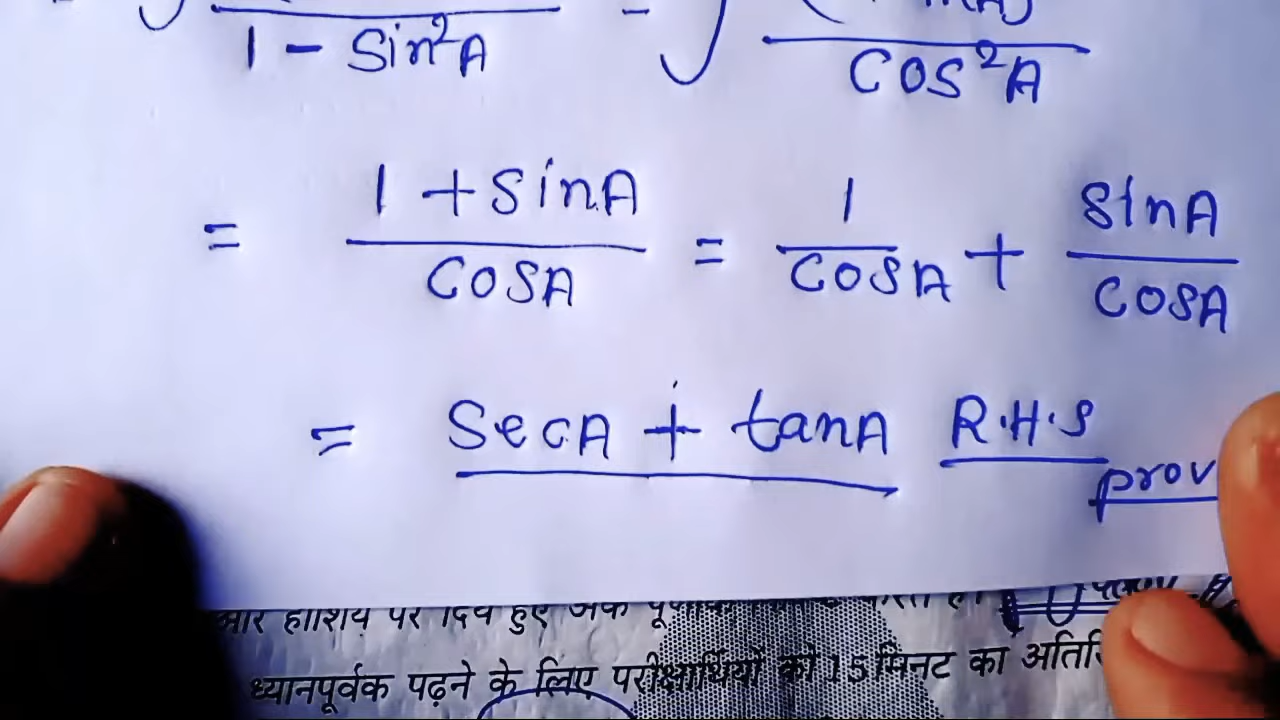 1 - Sin²A
COS²A
= 1 + sinA / COSA = 1 / COSA + sinA / COSA
= SecA + tanA R.H.S
prov
पर दिये हुए अंक
ध्यानपूर्वक पढ़ने के लिए परीक्षार्थियों को 15 मिनट का